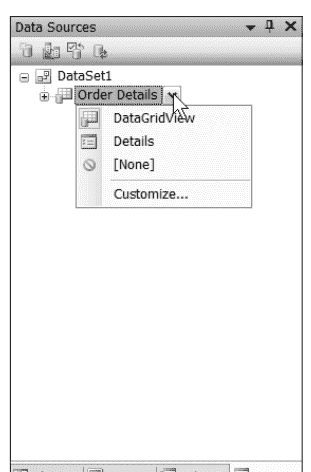 Data Sources
DataSet1
Order Details
DataGridView
Details
[None]
Customize...